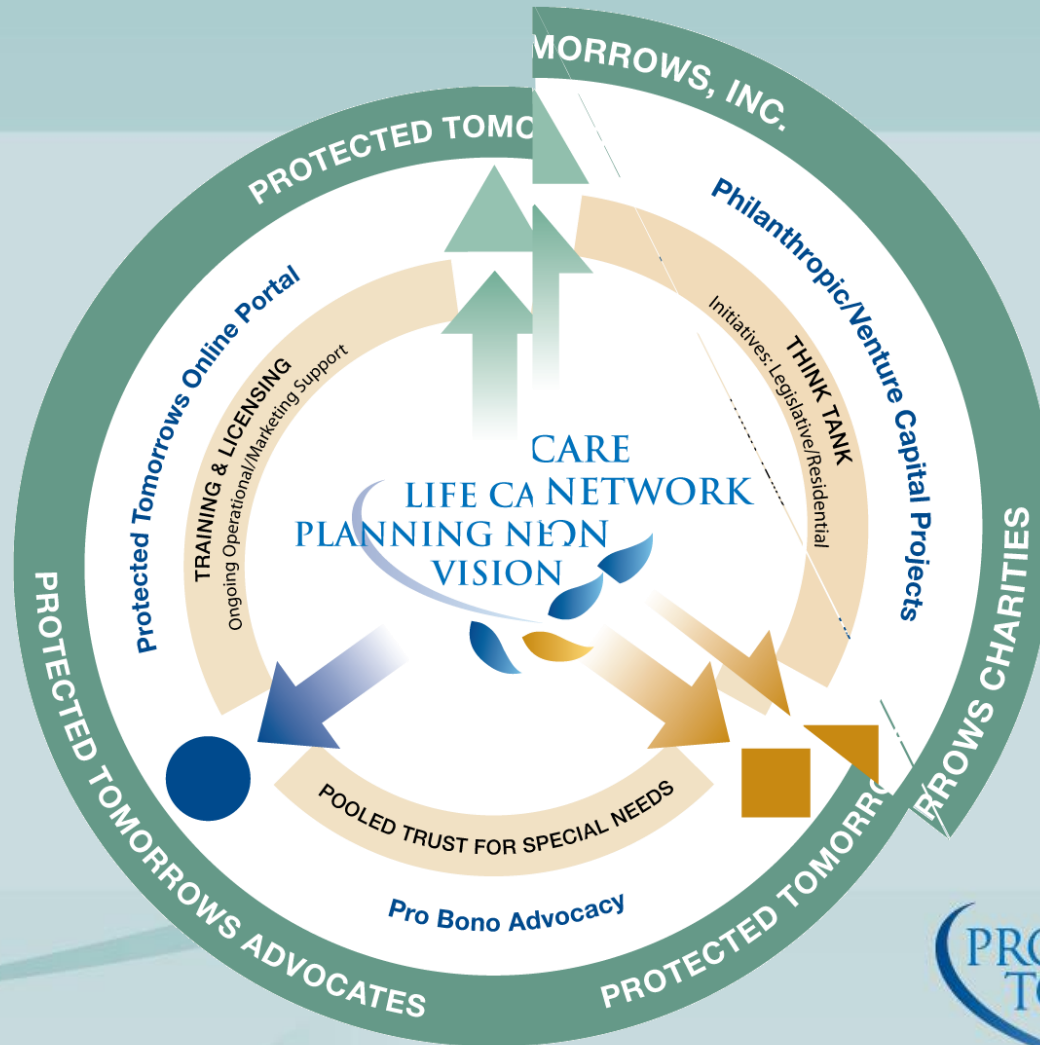 PROTECTED TOMO
MORROWS, INC.
Protected Tomorrows Online Portal
TRAINING & LICENSING
Ongoing Operational/Marketing Support
Philanthropic/Venture Capital Projects
THINK TANK
Initiatives: Legislative/Residential
CARE
LIFE CA NETWORK
PLANNING NE ON
VISION
POOLED TRUST FOR SPECIAL NEEDS
Pro Bono Advocacy
PROTECTED TOMORROWS ADVOCATES
PROTECTED TOMORRO
RROWS CHARITIES
PRO
TO